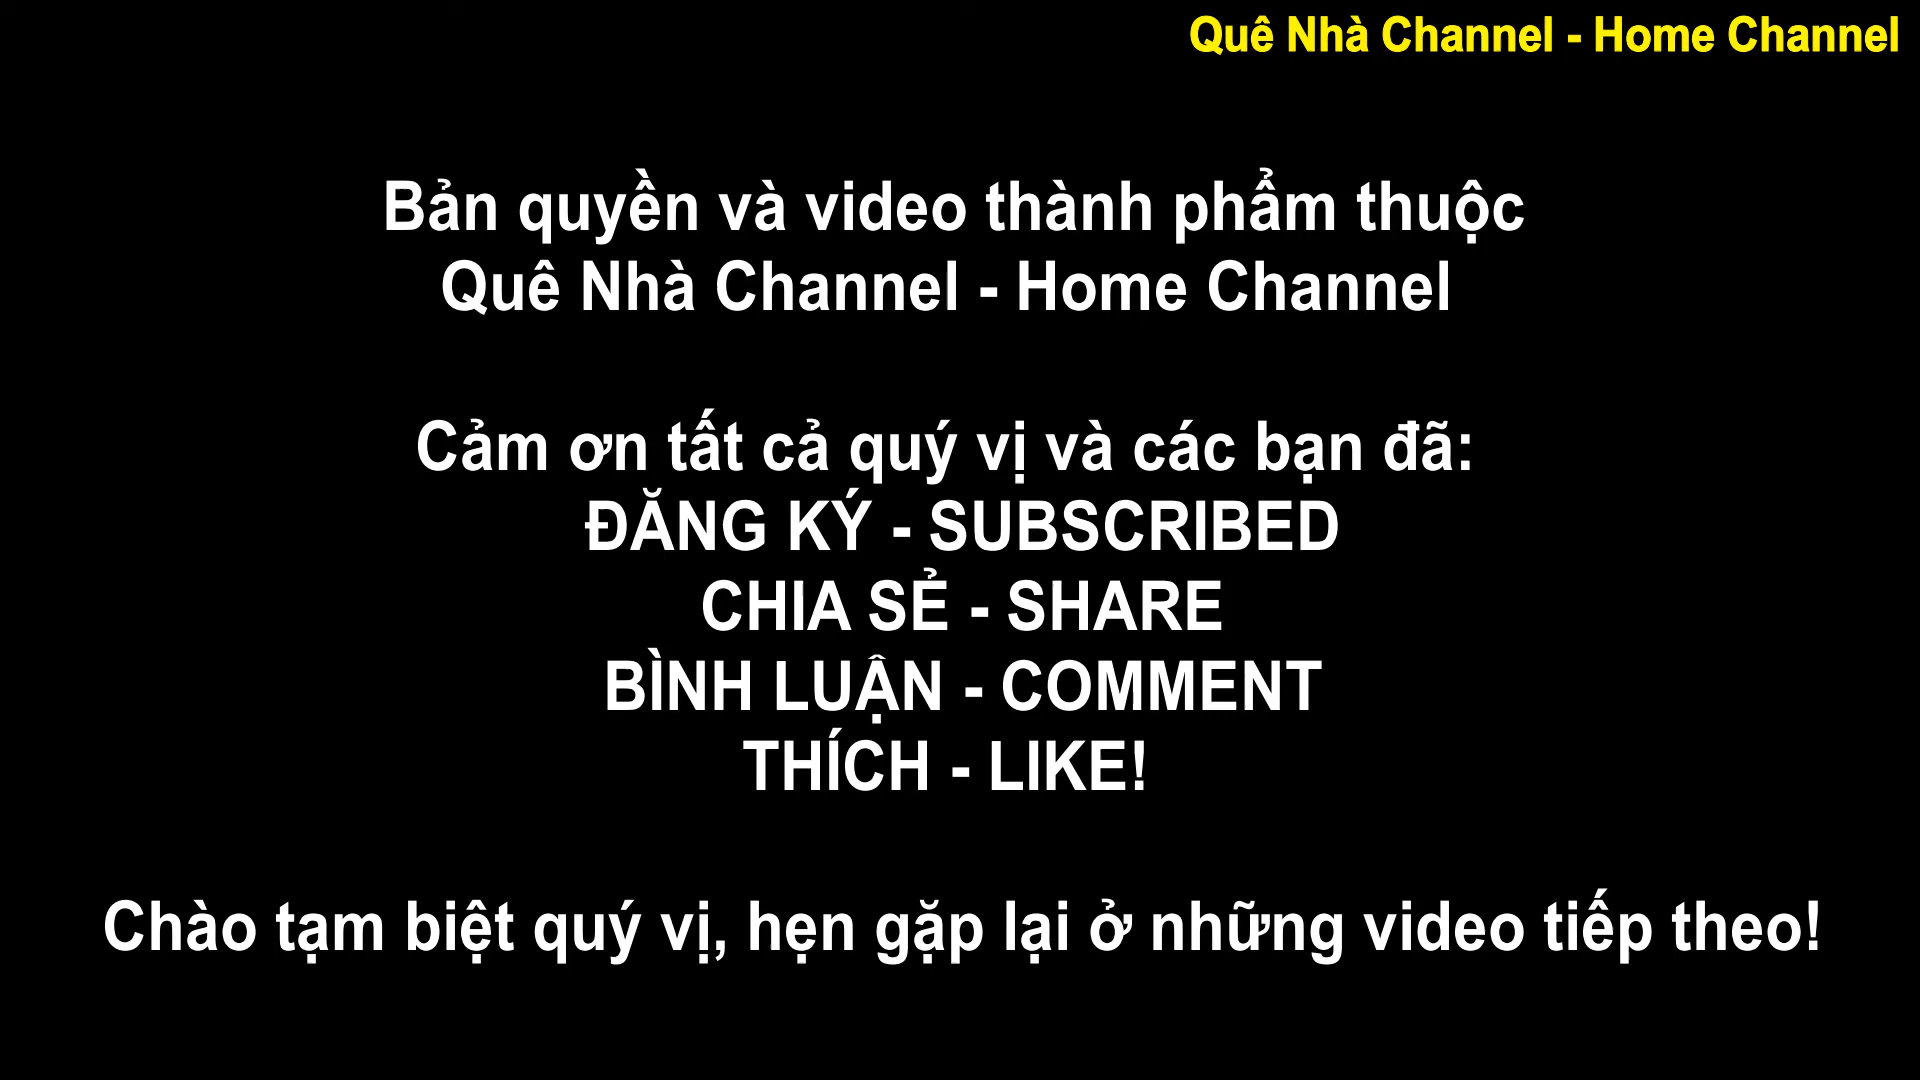 Quê Nhà Channel - Home Channel
Bản quyền và video thành phẩm thuộc
Quê Nhà Channel - Home Channel
Cảm ơn tất cả quý vị và các bạn đã:
ĐĂNG KÝ - SUBSCRIBED
CHIA SẺ - SHARE
BÌNH LUẬN - COMMENT
THÍCH - LIKE!
Chào tạm biệt quý vị, hẹn gặp lại ở những video tiếp theo!